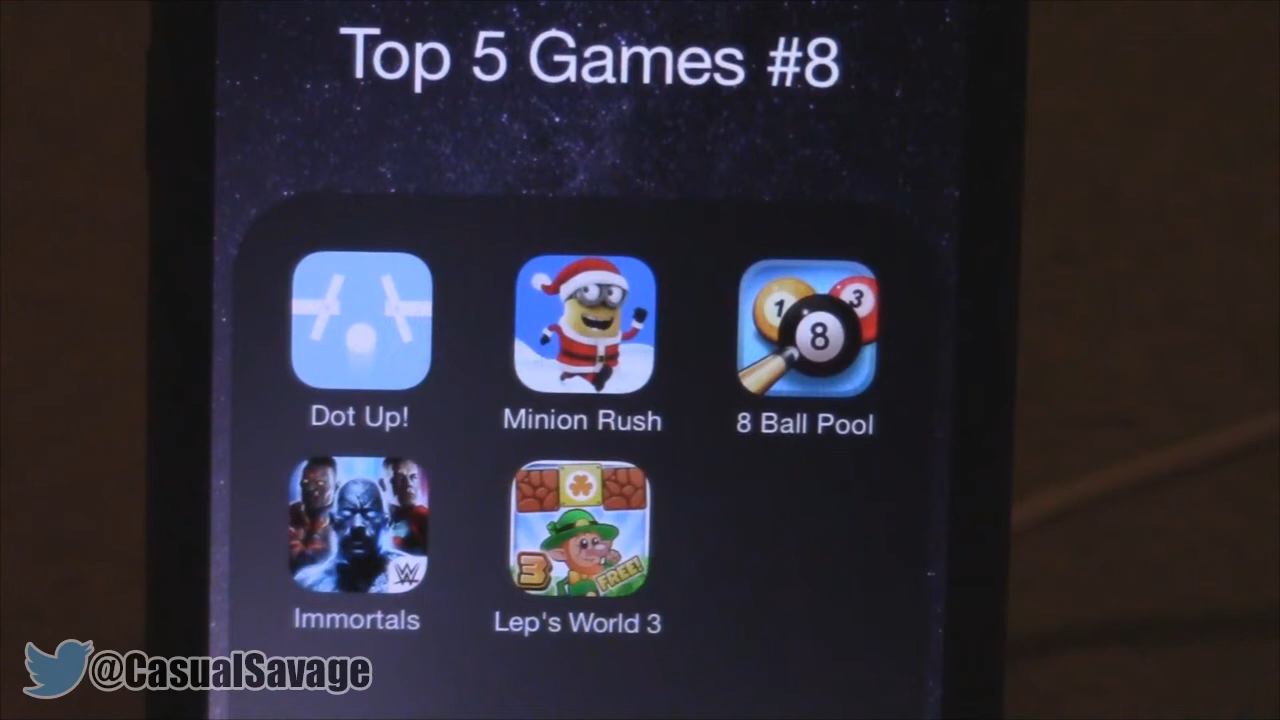 Top 5 Games #8
1
3
8
Dot Up!
Minion Rush
8 Ball Pool
W
3
FREE!
Immortals
Lep's World 3
@CasualSavage